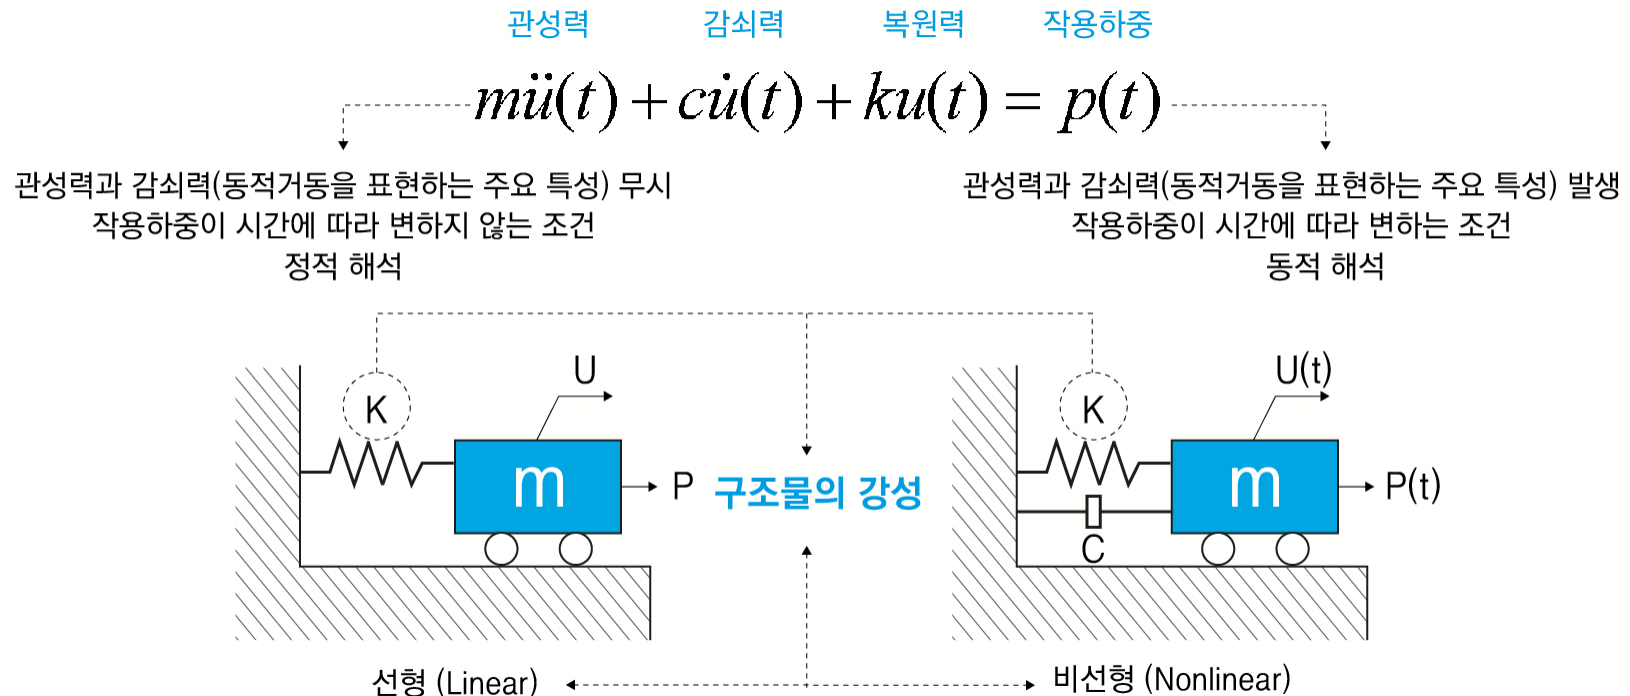 관성력 감쇠력 복원력 작용하중
mü(t) + cu̇(t) + ku(t) = p(t)
관성력과 감쇠력(동적거동을 표현하는 주요 특성) 무시
작용하중이 시간에 따라 변하지 않는 조건
정적 해석
관성력과 감쇠력(동적거동을 표현하는 주요 특성) 발생
작용하중이 시간에 따라 변하는 조건
동적 해석
U
K
m
P
구조물의 강성
U(t)
K
m
P(t)
C
선형 (Linear)
비선형 (Nonlinear)